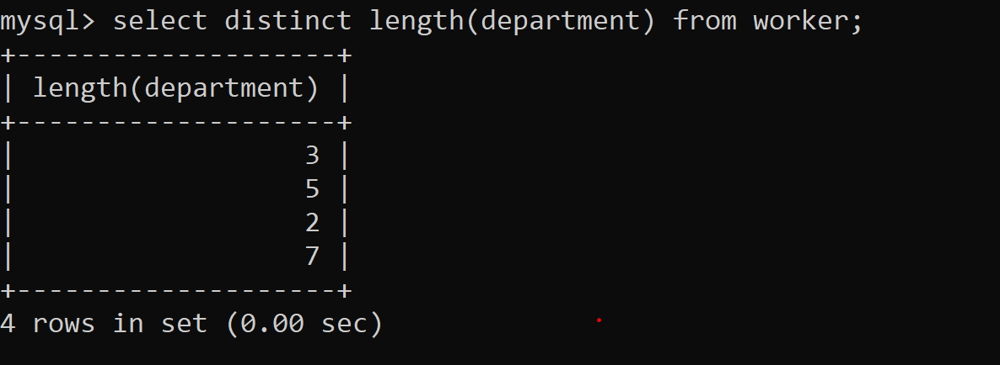 mysql> select distinct length(department) from worker;
+--------------------+
| length(department) |
+--------------------+
|                  3 |
|                  5 |
|                  2 |
|                  7 |
+--------------------+
4 rows in set (0.00 sec)